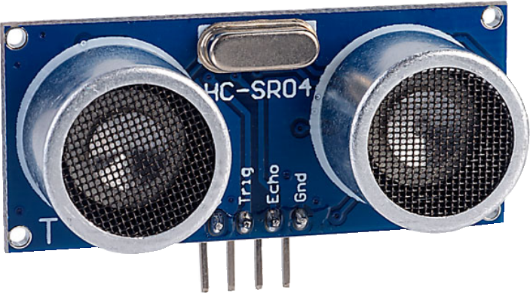 HC-SR04
T
Trig
Echo
Gnd